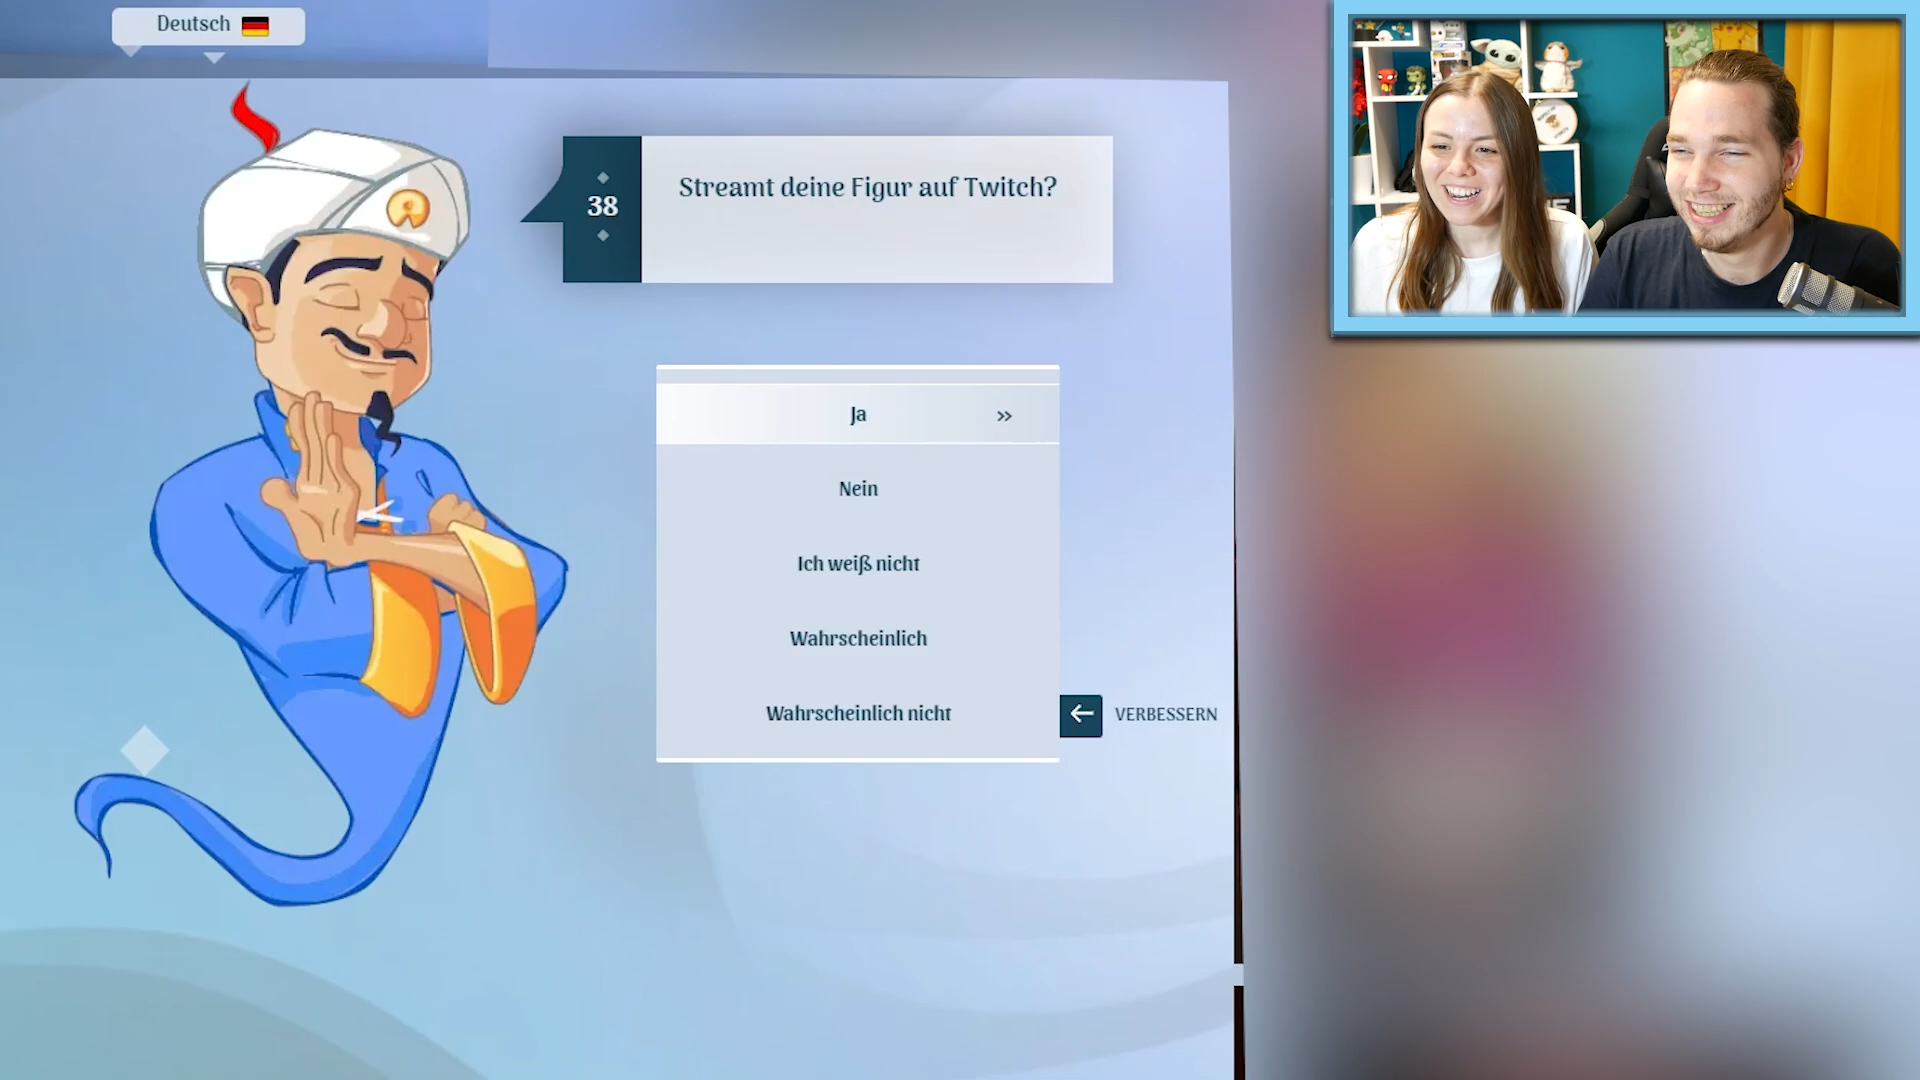 Deutsch
38
Streamt deine Figur auf Twitch?
Ja
Nein
Ich weiß nicht
Wahrscheinlich
Wahrscheinlich nicht
VERBESSERN